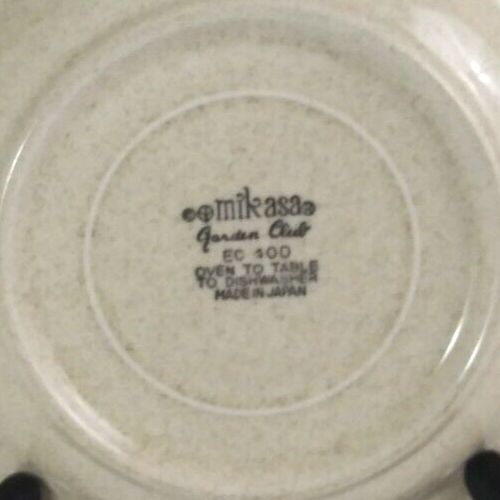 mikasa
Garden Club
EC 400
OVEN TO TABLE
TO DISHWASHER
MADE IN JAPAN